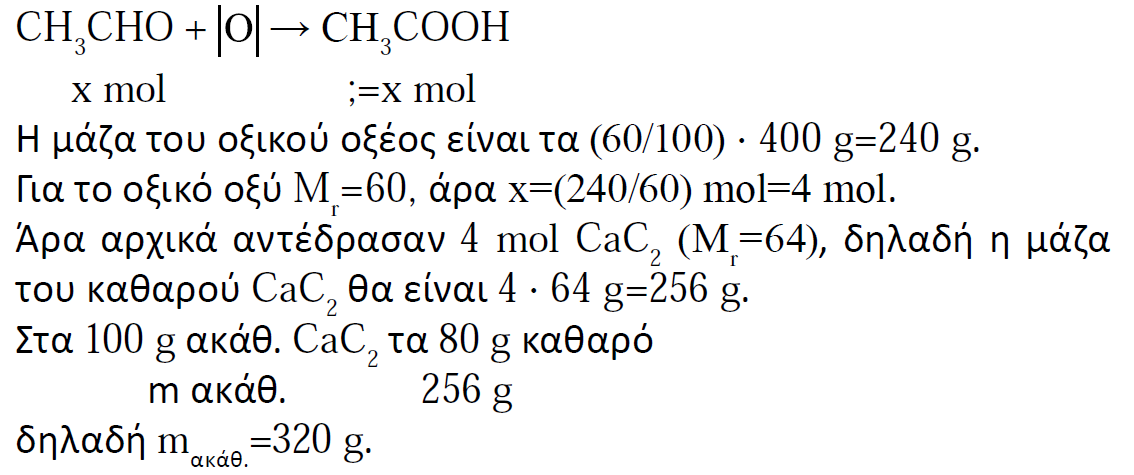 CH₃CHO + |O| → CH₃COOH
x mol ;=x mol
Η μάζα του οξικού οξέος είναι τα (60/100) · 400 g=240 g.
Για το οξικό οξύ Mᵣ=60, άρα x=(240/60) mol=4 mol.
Άρα αρχικά αντέδρασαν 4 mol CaC₂ (Mᵣ=64), δηλαδή η μάζα
του καθαρού CaC₂ θα είναι 4 · 64 g=256 g.
Στα 100 g ακάθ. CaC₂ τα 80 g καθαρό
m ακάθ. 256 g
δηλαδή m ακάθ.=320 g.